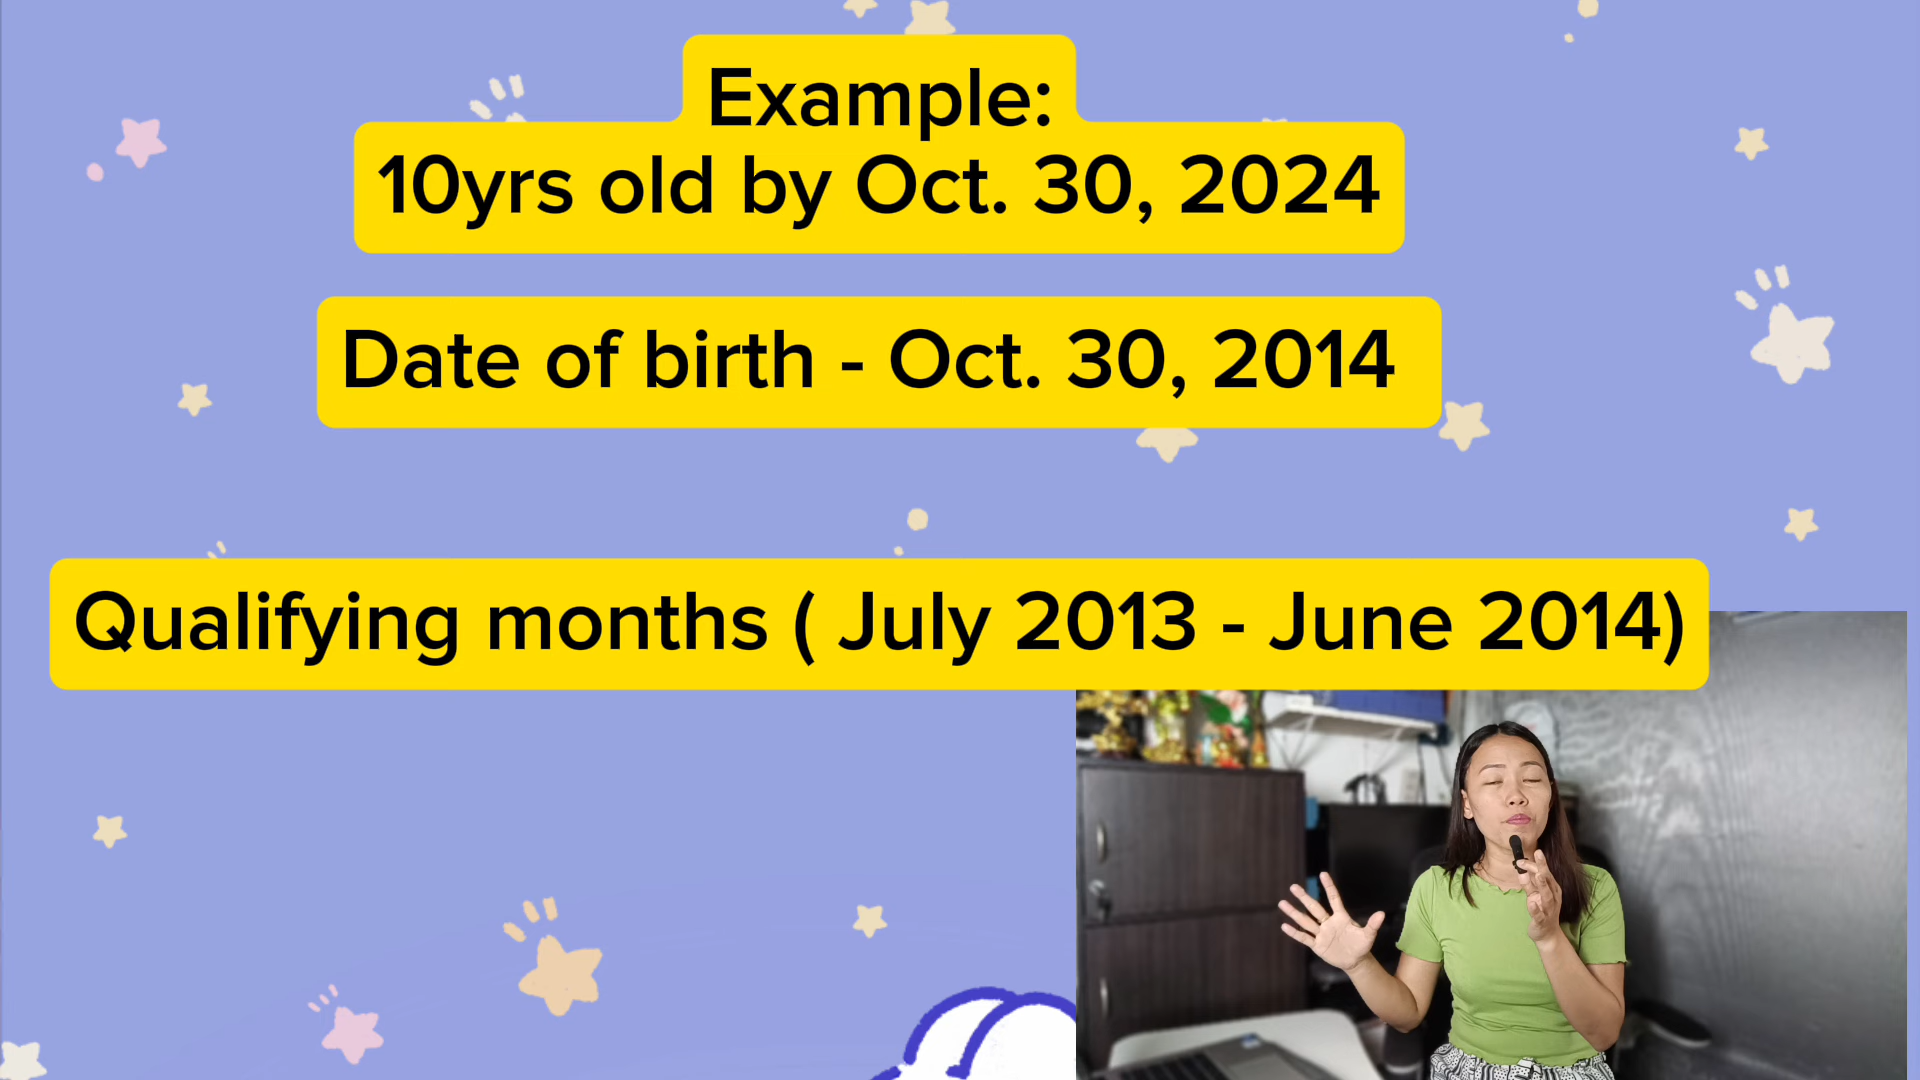 Example:
10yrs old by Oct. 30, 2024
Date of birth - Oct. 30, 2014
Qualifying months ( July 2013 - June 2014)